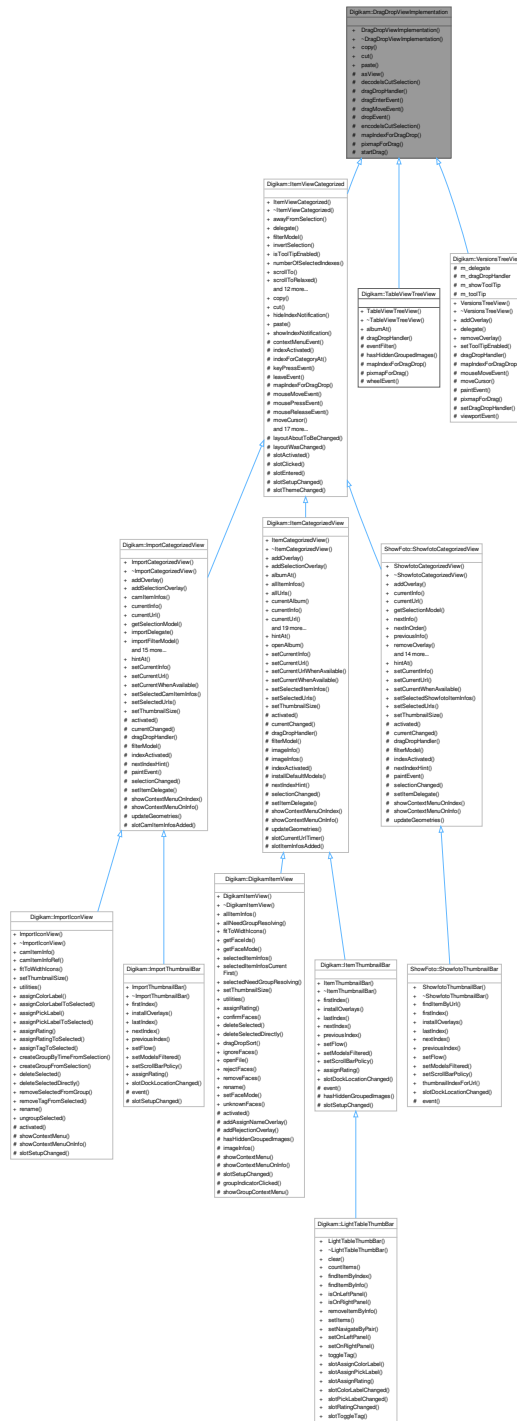 Digikam::DragDropViewImplementation
+ DragDropViewImplementation()
+ ~DragDropViewImplementation()
+ copy()
+ cut()
+ paste()
# asView()
# decodeIsCutSelection()
# dragDropHandler()
# dragEnterEvent()
# dragMoveEvent()
# dropEvent()
# encodeIsCutSelection()
# mapIndexForDragDrop()
# pixmapForDrag()
# startDrag()
Digikam::ItemViewCategorized
+ ItemViewCategorized()
+ ~ItemViewCategorized()
+ awayFromSelection()
+ delegate()
+ filterModel()
+ invertSelection()
+ isToolTipEnabled()
+ numberOfSelectedIndexes()
+ scrollTo()
+ scrollToRelaxed()
and 12 more...
+ copy()
+ cut()
+ hideIndexNotification()
+ paste()
+ showIndexNotification()
# contextMenuEvent()
# indexActivated()
# indexForCategoryAt()
# keyPressEvent()
# leaveEvent()
# mapIndexForDragDrop()
# mouseMoveEvent()
# mousePressEvent()
# mouseReleaseEvent()
# moveCursor()
and 17 more...
# layoutAboutToBeChanged()
# layoutWasChanged()
# slotActivated()
# slotClicked()
# slotEntered()
# slotSetupChanged()
# slotThemeChanged()
Digikam::TableViewTreeView
+ TableViewTreeView()
+ ~TableViewTreeView()
+ albumAt()
# dragDropHandler()
# eventFilter()
# hasHiddenGroupedImages()
# mapIndexForDragDrop()
# pixmapForDrag()
# wheelEvent()
Digikam::VersionsTreeView
# m_delegate
# m_dragDropHandler
# m_showToolTip
# m_toolTip
+ VersionsTreeView()
+ ~VersionsTreeView()
+ addOverlay()
+ delegate()
+ removeOverlay()
+ setToolTipEnabled()
# dragDropHandler()
# mapIndexForDragDrop
# mouseMoveEvent()
# moveCursor()
# paintEvent()
# pixmapForDrag()
# setDragDropHandler()
# viewportEvent()
Digikam::ImportCategorizedView
+ ImportCategorizedView()
+ ~ImportCategorizedView()
+ addOverlay()
+ addSelectionOverlay()
+ camItemInfos()
+ currentInfo()
+ currentUrl()
+ getSelectionModel()
+ importDelegate()
+ importFilterModel()
and 15 more...
+ hintAt()
+ setCurrentInfo()
+ setCurrentUrl()
+ setCurrentWhenAvailable()
+ setSelectedCamItemInfos()
+ setSelectedUrls()
+ setThumbnailSize()
# activated()
# currentChanged()
# dragDropHandler()
# filterModel()
# indexActivated()
# nextIndexHint()
# paintEvent()
# selectionChanged()
# setItemDelegate()
# showContextMenuOnIndex()
# showContextMenuOnInfo()
# updateGeometries()
# slotCamItemInfosAdded()
Digikam::ItemCategorizedView
+ ItemCategorizedView()
+ ~ItemCategorizedView()
+ addOverlay()
+ addSelectionOverlay()
+ albumAt()
+ allItemInfos()
+ allUrls()
+ currentAlbum()
+ currentInfo()
+ currentUrl()
and 19 more...
+ hintAt()
+ openAlbum()
+ setCurrentInfo()
+ setCurrentUrl()
+ setCurrentUrlWhenAvailable()
+ setCurrentWhenAvailable()
+ setSelectedItemInfos()
+ setSelectedUrls()
+ setThumbnailSize()
# activated()
# currentChanged()
# dragDropHandler()
# filterModel()
# imageInfo()
# imageInfos()
# indexActivated()
# installDefaultModels()
# nextIndexHint()
# selectionChanged()
# setItemDelegate()
# showContextMenuOnIndex()
# showContextMenuOnInfo()
# updateGeometries()
# slotCurrentUrlTimer()
# slotItemInfosAdded()
ShowFoto::ShowfotoCategorizedView
+ ShowfotoCategorizedView()
+ ~ShowfotoCategorizedView()
+ addOverlay()
+ currentInfo()
+ currentUrl()
+ getSelectionModel()
+ nextInfo()
+ nextInOrder()
+ previousInfo()
+ removeOverlay()
and 14 more...
+ hintAt()
+ setCurrentInfo()
+ setCurrentUrl()
+ setCurrentWhenAvailable()
+ setSelectedShowfotoItemInfos()
+ setSelectedUrls()
+ setThumbnailSize()
# activated()
# currentChanged()
# dragDropHandler()
# filterModel()
# indexActivated()
# nextIndexHint()
# paintEvent()
# selectionChanged()
# setItemDelegate()
# showContextMenuOnIndex()
# showContextMenuOnInfo()
# updateGeometries()
Digikam::ImportIconView
+ ImportIconView()
+ ~ImportIconView()
+ camItemInfo()
+ camItemInfoRef()
+ fitToWidthIcons()
+ setThumbnailSize()
+ utilities()
+ assignColorLabel()
+ assignColorLabelToSelected()
+ assignPickLabel()
+ assignPickLabelToSelected()
+ assignRating()
+ assignRatingToSelected()
+ assignTagToSelected()
+ createGroupByTimeFromSelection()
+ createGroupFromSelection()
+ deleteSelected()
+ deleteSelectedDirectly()
+ removeSelectedFromGroup()
+ removeTagFromSelected()
+ rename()
+ ungroupSelected()
# activated()
# showContextMenu()
# showContextMenuOnInfo()
# slotSetupChanged()
Digikam::ImportThumbnailBar
+ ImportThumbnailBar()
+ ~ImportThumbnailBar()
+ firstIndex()
+ installOverlays()
+ lastIndex()
+ nextIndex()
+ previousIndex()
+ setFlow()
+ setModelsFiltered()
+ setScrollBarPolicy()
+ assignRating()
+ slotDockLocationChanged()
# event()
# slotSetupChanged()
Digikam::DigikamItemView
+ DigikamItemView()
+ ~DigikamItemView()
+ allItemInfos()
+ allNeedGroupResolving()
+ fitToWidthIcons()
+ getFaceIds()
+ getFaceMode()
+ selectedItemInfos()
+ selectedItemInfosCurrent
First()
+ selectedNeedGroupResolving()
+ setThumbnailSize()
+ utilities()
+ assignRating()
+ confirmFaces()
+ deleteSelected()
+ deleteSelectedDirectly()
+ dragDropSort()
+ ignoreFaces()
+ openFile()
+ rejectFaces()
+ removeFaces()
+ rename()
+ setFaceMode()
+ unknownFaces()
# activated()
# addAssignNameOverlay()
# addRejectionOverlay()
# hasHiddenGroupedImages()
# imageInfos()
# showContextMenu()
# showContextMenuOnInfo()
# slotSetupChanged()
# groupIndicatorClicked()
# showGroupContextMenu()
Digikam::ItemThumbnailBar
+ ItemThumbnailBar()
+ ~ItemThumbnailBar()
+ firstIndex()
+ installOverlays()
+ lastIndex()
+ nextIndex()
+ previousIndex()
+ setFlow()
+ setModelsFiltered()
+ setScrollBarPolicy()
+ assignRating()
+ slotDockLocationChanged()
# event()
# hasHiddenGroupedImages()
# slotSetupChanged()
ShowFoto::ShowfotoThumbnailBar
+ ShowfotoThumbnailBar()
+ ~ShowfotoThumbnailBar()
+ findItemByUrl()
+ firstIndex()
+ installOverlays()
+ lastIndex()
+ nextIndex()
+ previousIndex()
+ setFlow()
+ setModelsFiltered()
+ setScrollBarPolicy()
+ thumbnailIndexForUrl()
+ slotDockLocationChanged()
# event()
Digikam::LightTableThumbBar
+ LightTableThumbBar()
+ ~LightTableThumbBar()
+ clear()
+ countItems()
+ findItemByIndex()
+ findItemByInfo()
+ isOnLeftPanel()
+ isOnRightPanel()
+ removeItemByInfo()
+ setItems()
+ setNavigateByPair()
+ setOnLeftPanel()
+ setOnRightPanel()
+ toggleTag()
+ slotAssignColorLabel()
+ slotAssignPickLabel()
+ slotAssignRating()
+ slotColorLabelChanged()
+ slotPickLabelChanged()
+ slotRatingChanged()
+ slotToggleTag()